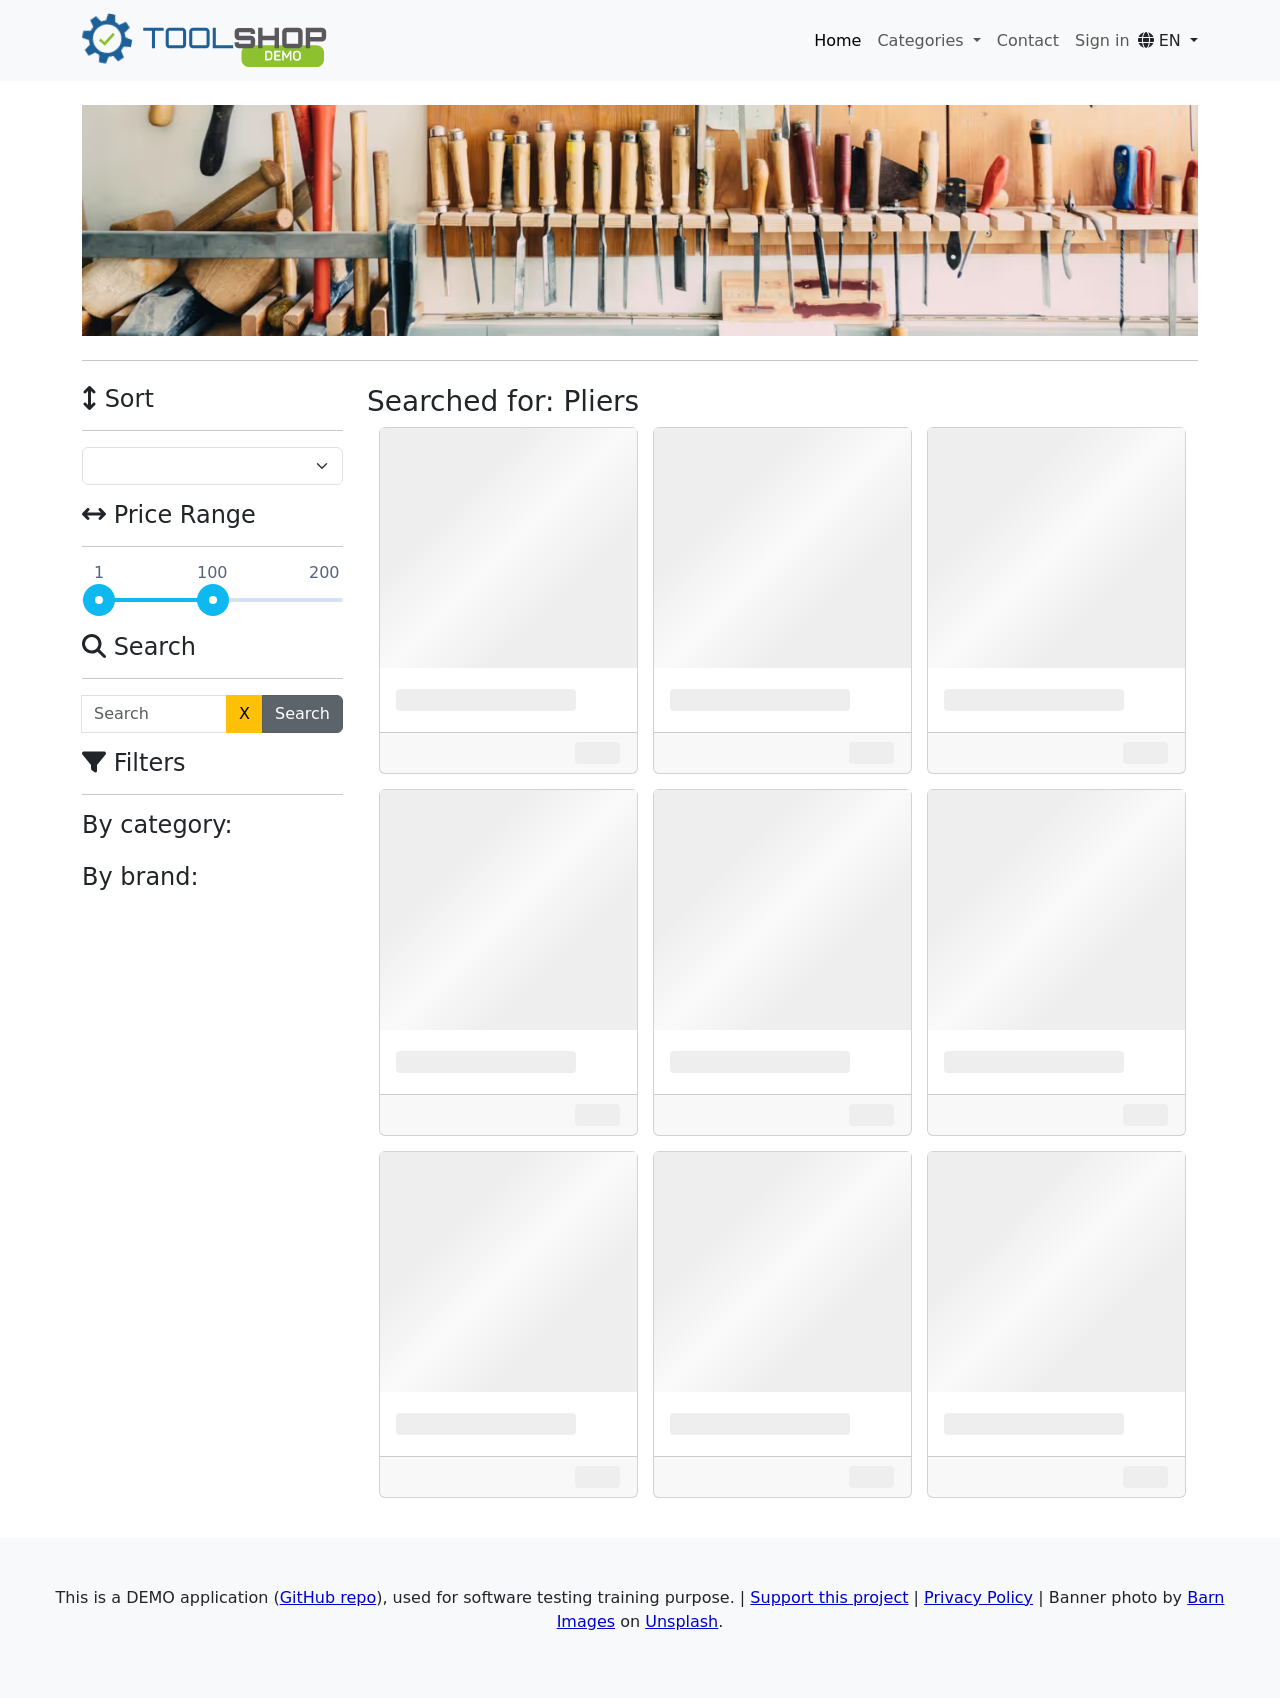 TOOLSHOP
DEMO
Home Categories Contact Sign in EN
Sort
Price Range
1 100 200
Search
Search X Search
Filters
By category:
By brand:
Searched for: Pliers
This is a DEMO application (GitHub repo), used for software testing training purpose. | Support this project | Privacy Policy | Banner photo by Barn
Images on Unsplash.